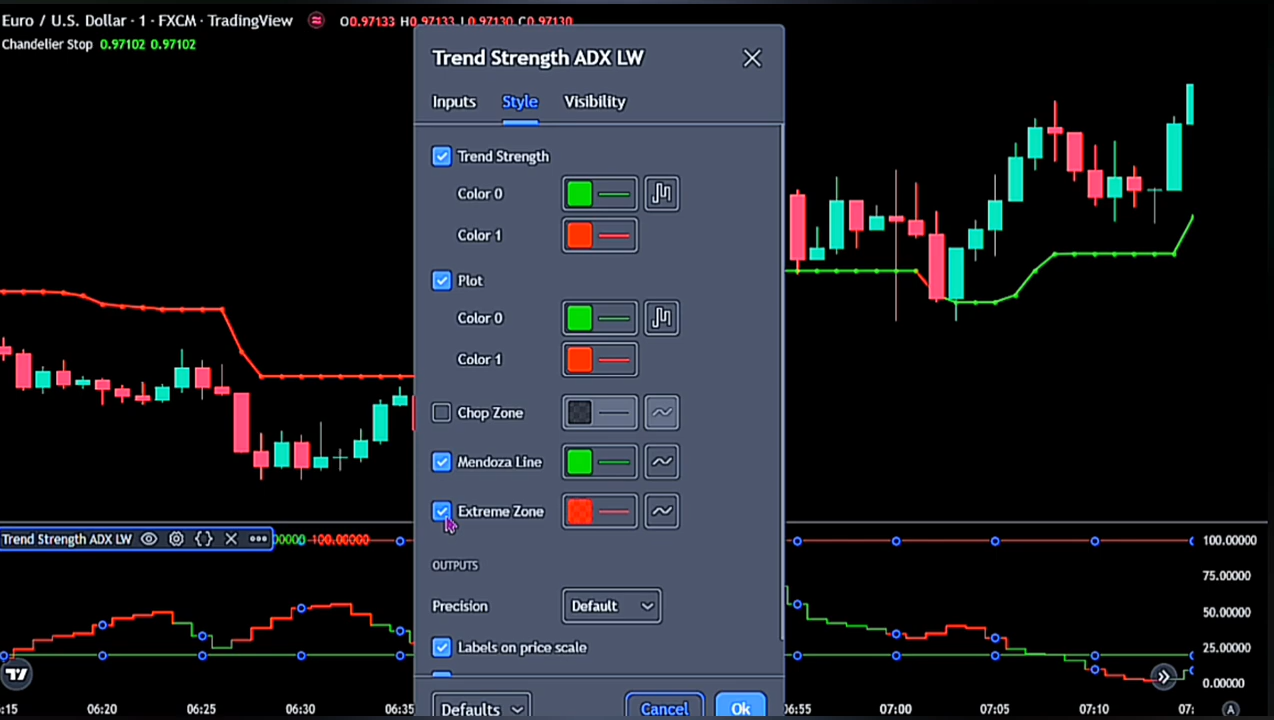 Euro / U.S. Dollar · 1 · FXCM · TradingView O0.97133 H0.97133 L0.97130 C0.97130
Chandelier Stop 0.97102 0.97102
Trend Strength ADX LW
Inputs Style Visibility
Trend Strength
Color 0
Color 1
Plot
Color 0
Color 1
Chop Zone
Mendoza Line
Extreme Zone
OUTPUTS
Precision Default
Labels on price scale
Defaults Cancel Ok
Trend Strength ADX LW 100.00000
100.00000
75.00000
50.00000
25.00000
0.00000
:15 06:20 06:25 06:30 06:35 06:55 07:00 07:05 07:10 07: A